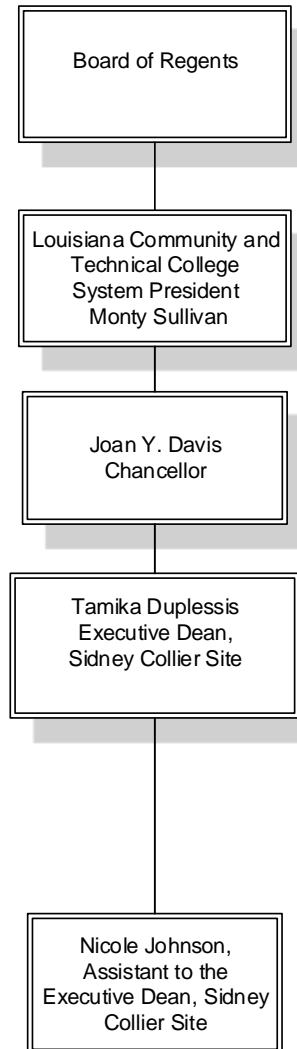 Board of Regents
Louisiana Community and
Technical College
System President
Monty Sullivan
Joan Y. Davis
Chancellor
Tamika Duplessis
Executive Dean,
Sidney Collier Site
Nicole Johnson,
Assistant to the
Executive Dean, Sidney
Collier Site